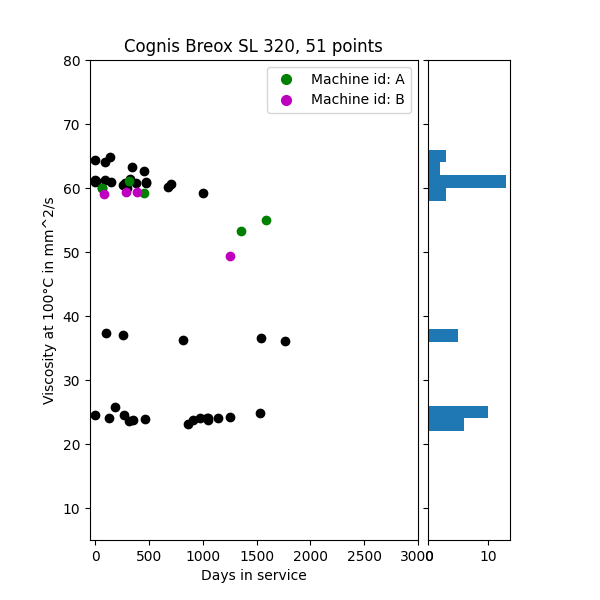 Cognis Breox SL 320, 51 points
Machine id: A
Machine id: B
Viscosity at 100°C in mm^2/s
80
70
60
50
40
30
20
10
0 500 1000 1500 2000 2500 3000
0 10
Days in service